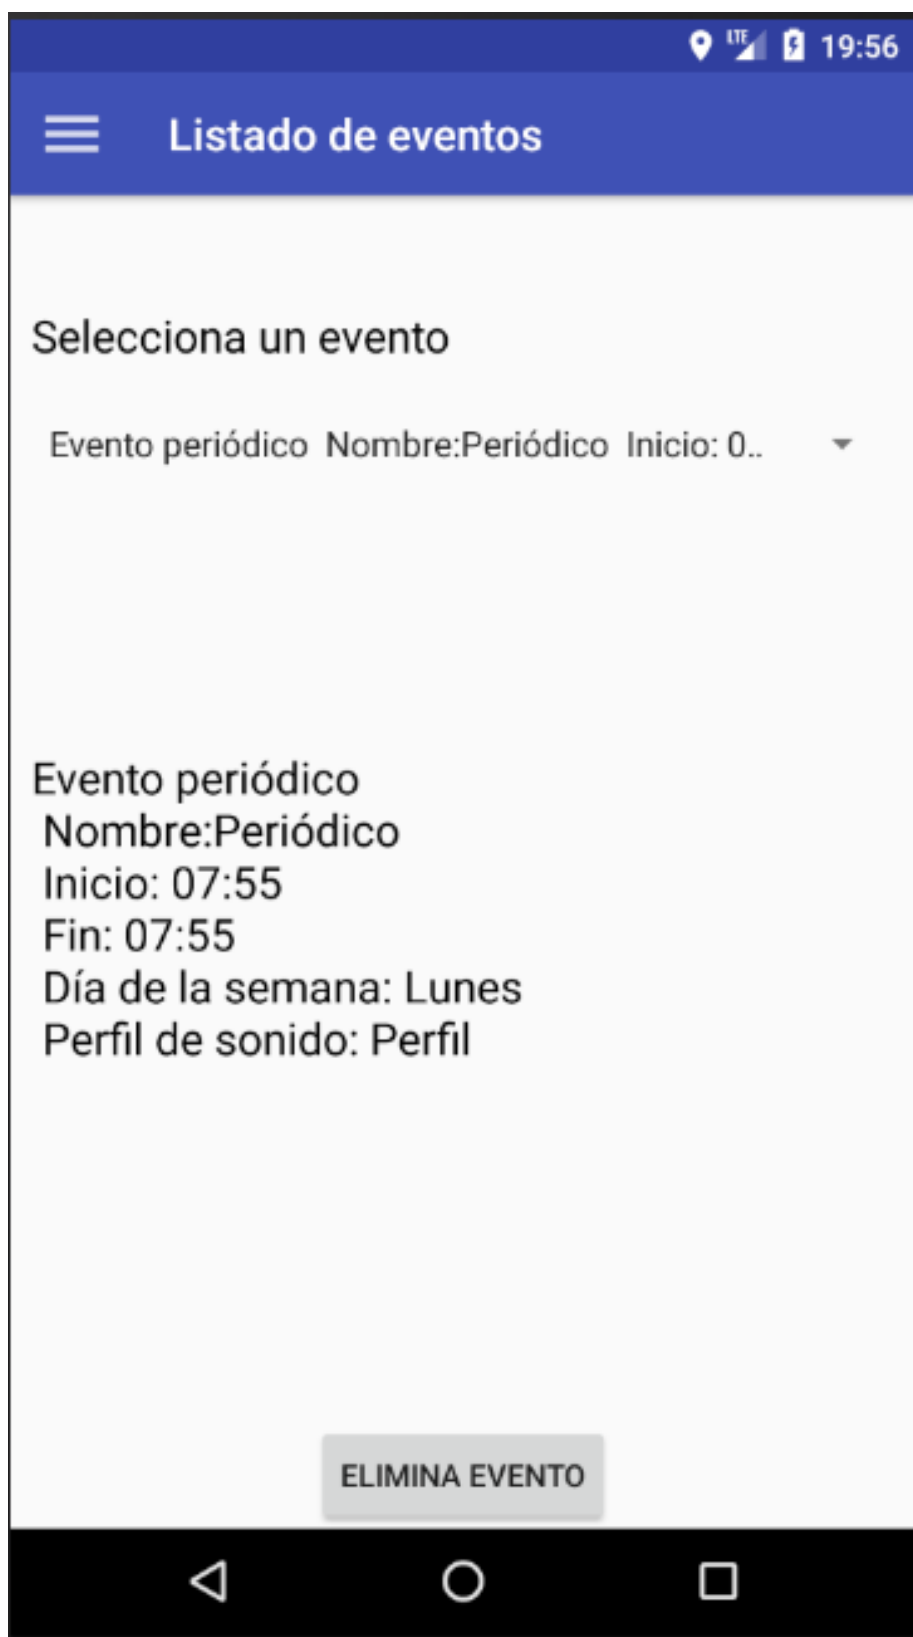 LTE 19:56
Listado de eventos
Selecciona un evento
Evento periódico Nombre:Periódico Inicio: 0..
Evento periódico
Nombre:Periódico
Inicio: 07:55
Fin: 07:55
Día de la semana: Lunes
Perfil de sonido: Perfil
ELIMINA EVENTO